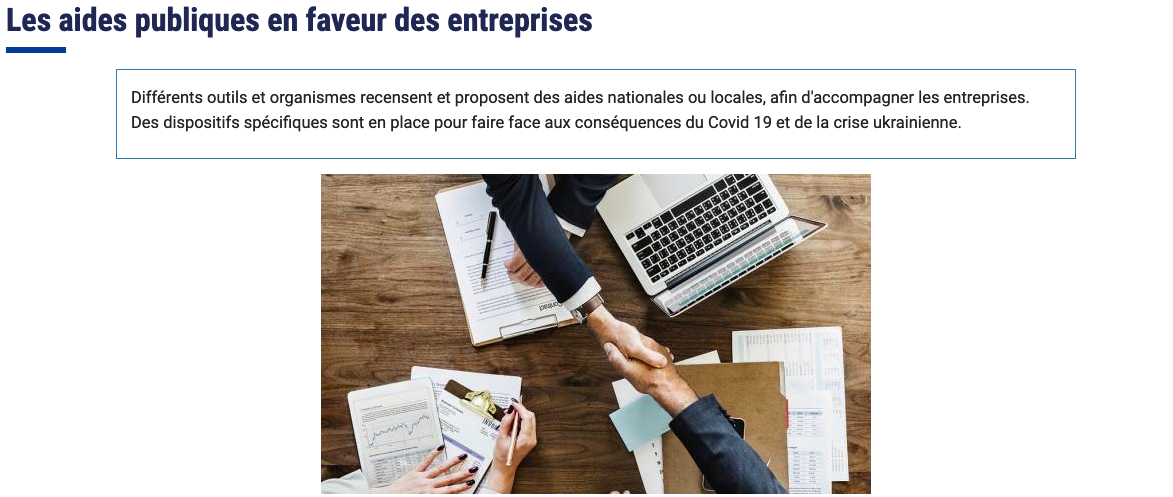 Les aides publiques en faveur des entreprises
Différents outils et organismes recensent et proposent des aides nationales ou locales, afin d'accompagner les entreprises.
Des dispositifs spécifiques sont en place pour faire face aux conséquences du Covid 19 et de la crise ukrainienne.
Contract
INVO